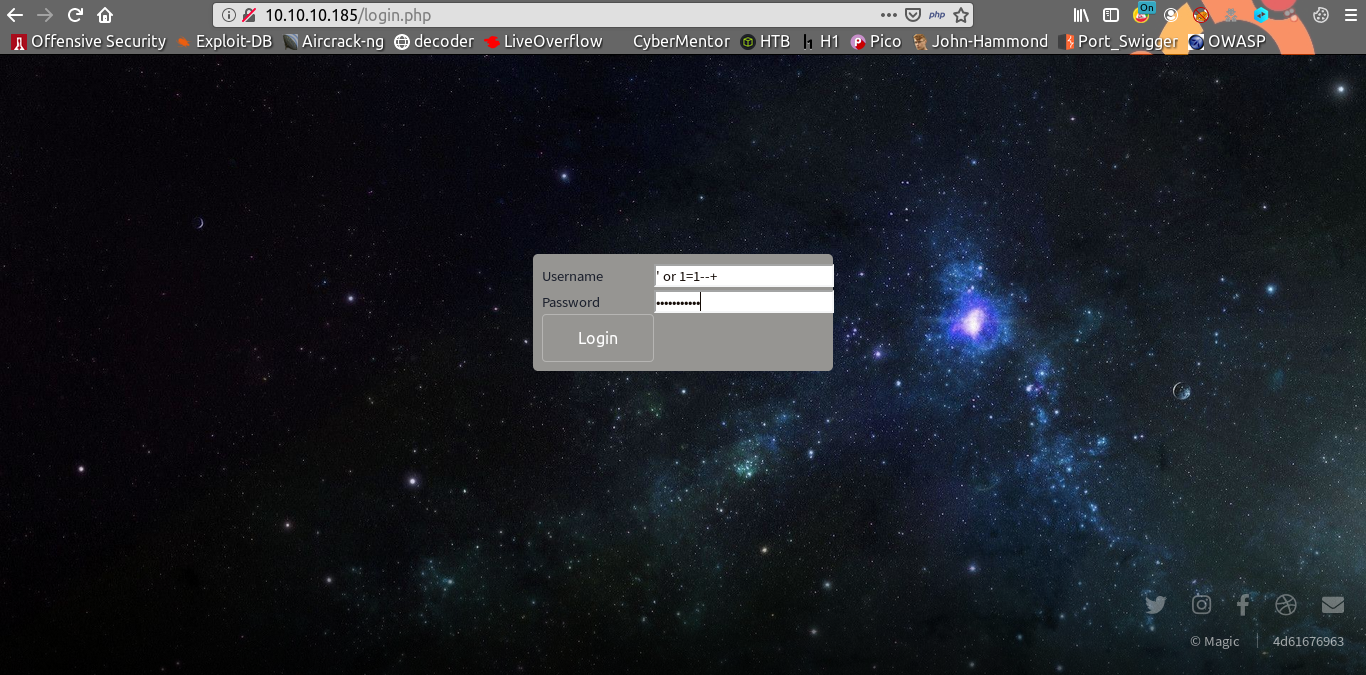 10.10.10.185/login.php
php
On
Offensive Security Exploit-DB Aircrack-ng decoder LiveOverflow CyberMentor HTB H1 Pico John-Hammond Port_Swigger OWASP
Username ' or 1=1--+
Password •••••••••••
Login
© Magic 4d61676963